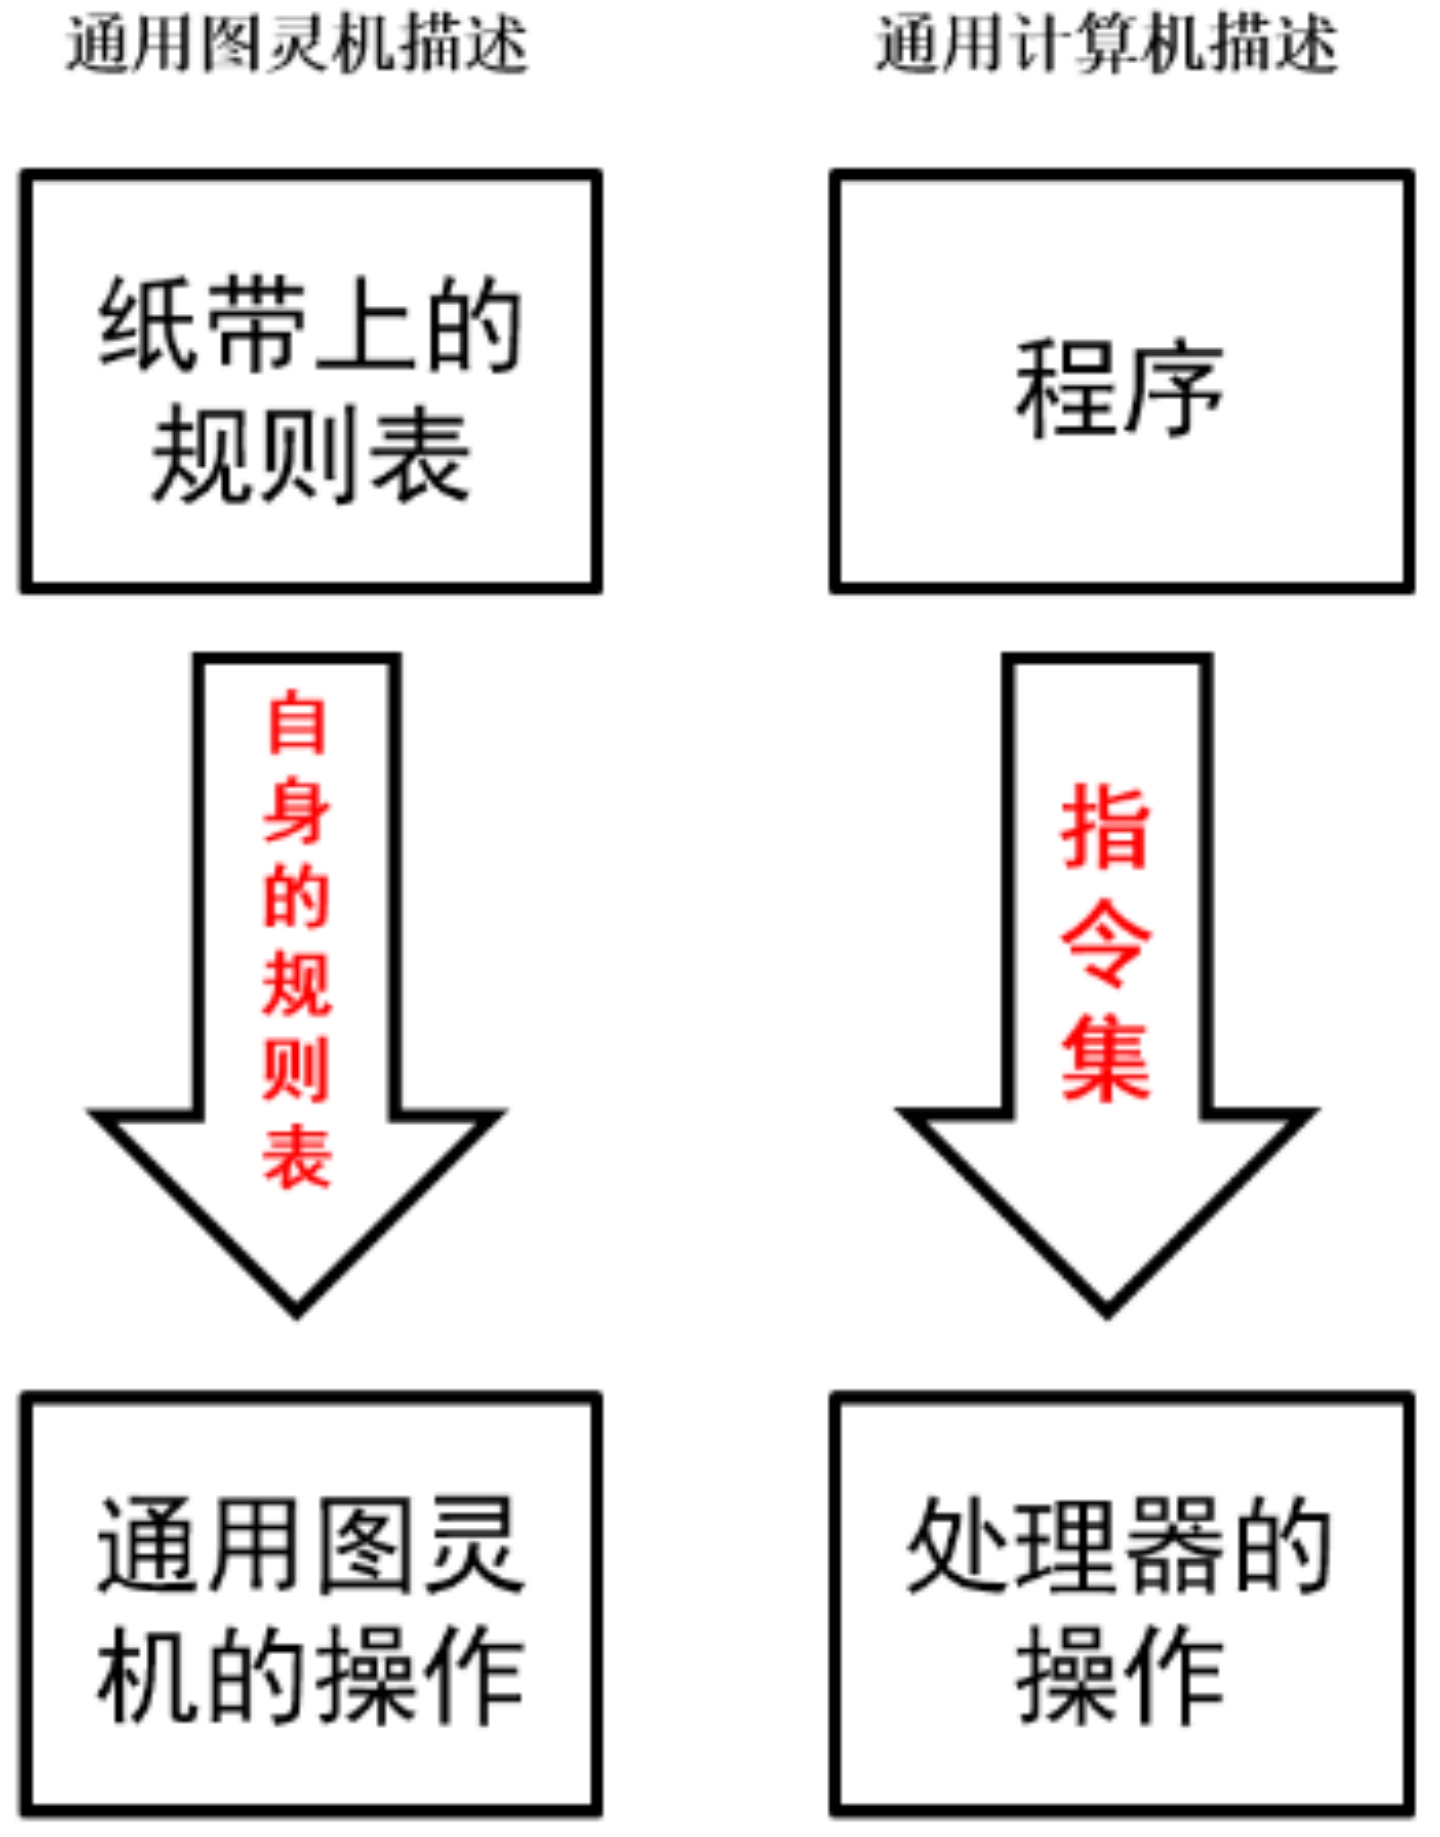 通用图灵机描述
纸带上的
规则表
自
身
的
规
则
表
通用图灵
机的操作
通用计算机描述
程序
指
令
集
处理器的
操作